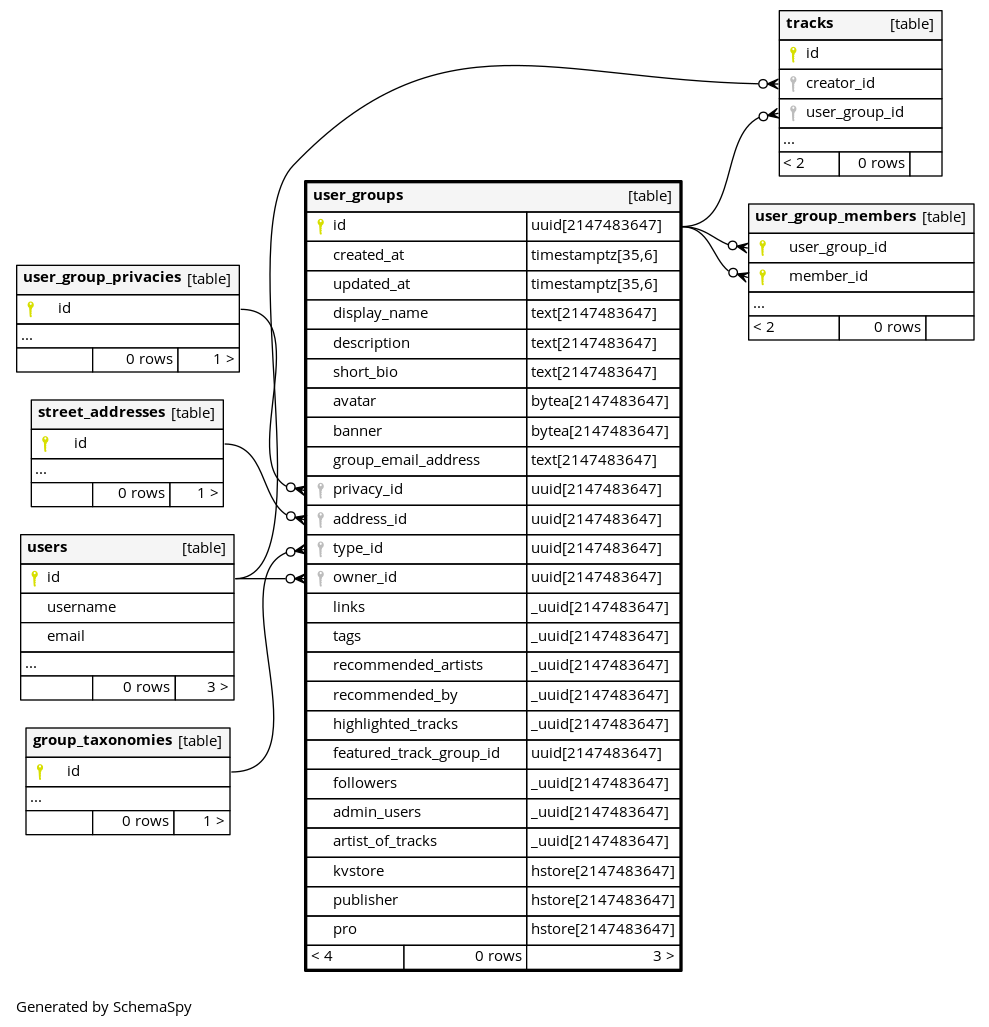 tracks [table]
id
creator_id
user_group_id
...
< 2 0 rows
user_groups [table]
id uuid[2147483647]
created_at timestamptz[35,6]
updated_at timestamptz[35,6]
display_name text[2147483647]
description text[2147483647]
short_bio text[2147483647]
avatar bytea[2147483647]
banner bytea[2147483647]
group_email_address text[2147483647]
privacy_id uuid[2147483647]
address_id uuid[2147483647]
type_id uuid[2147483647]
owner_id uuid[2147483647]
links _uuid[2147483647]
tags _uuid[2147483647]
recommended_artists _uuid[2147483647]
recommended_by _uuid[2147483647]
highlighted_tracks _uuid[2147483647]
featured_track_group_id uuid[2147483647]
followers _uuid[2147483647]
admin_users _uuid[2147483647]
artist_of_tracks _uuid[2147483647]
kvstore hstore[2147483647]
publisher hstore[2147483647]
pro hstore[2147483647]
< 4 0 rows 3 >
user_group_members [table]
user_group_id
member_id
...
< 2 0 rows
user_group_privacies [table]
id
...
0 rows 1 >
street_addresses [table]
id
...
0 rows 1 >
users [table]
id
username
email
...
0 rows 3 >
group_taxonomies [table]
id
...
0 rows 1 >
Generated by SchemaSpy